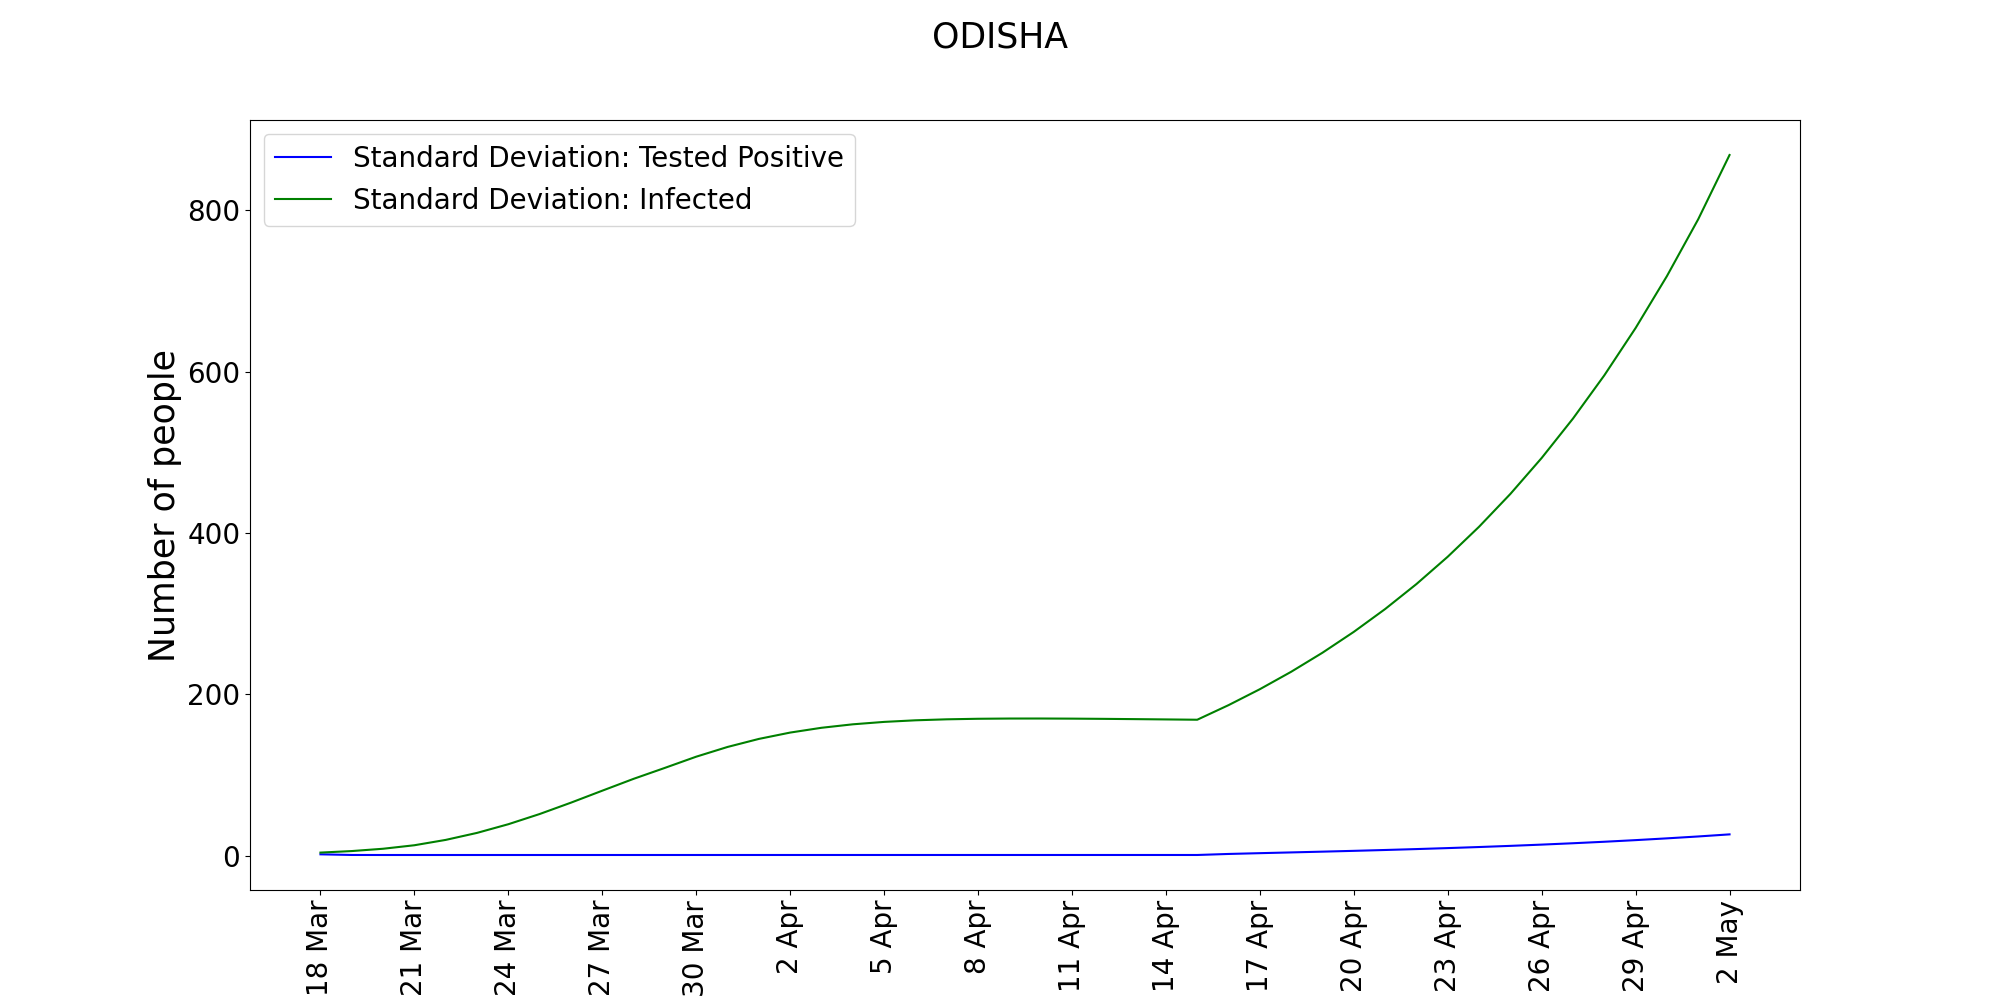 ODISHA
Standard Deviation: Tested Positive
Standard Deviation: Infected
Number of people
800
600
400
200
0
18 Mar
21 Mar
24 Mar
27 Mar
30 Mar
2 Apr
5 Apr
8 Apr
11 Apr
14 Apr
17 Apr
20 Apr
23 Apr
26 Apr
29 Apr
2 May